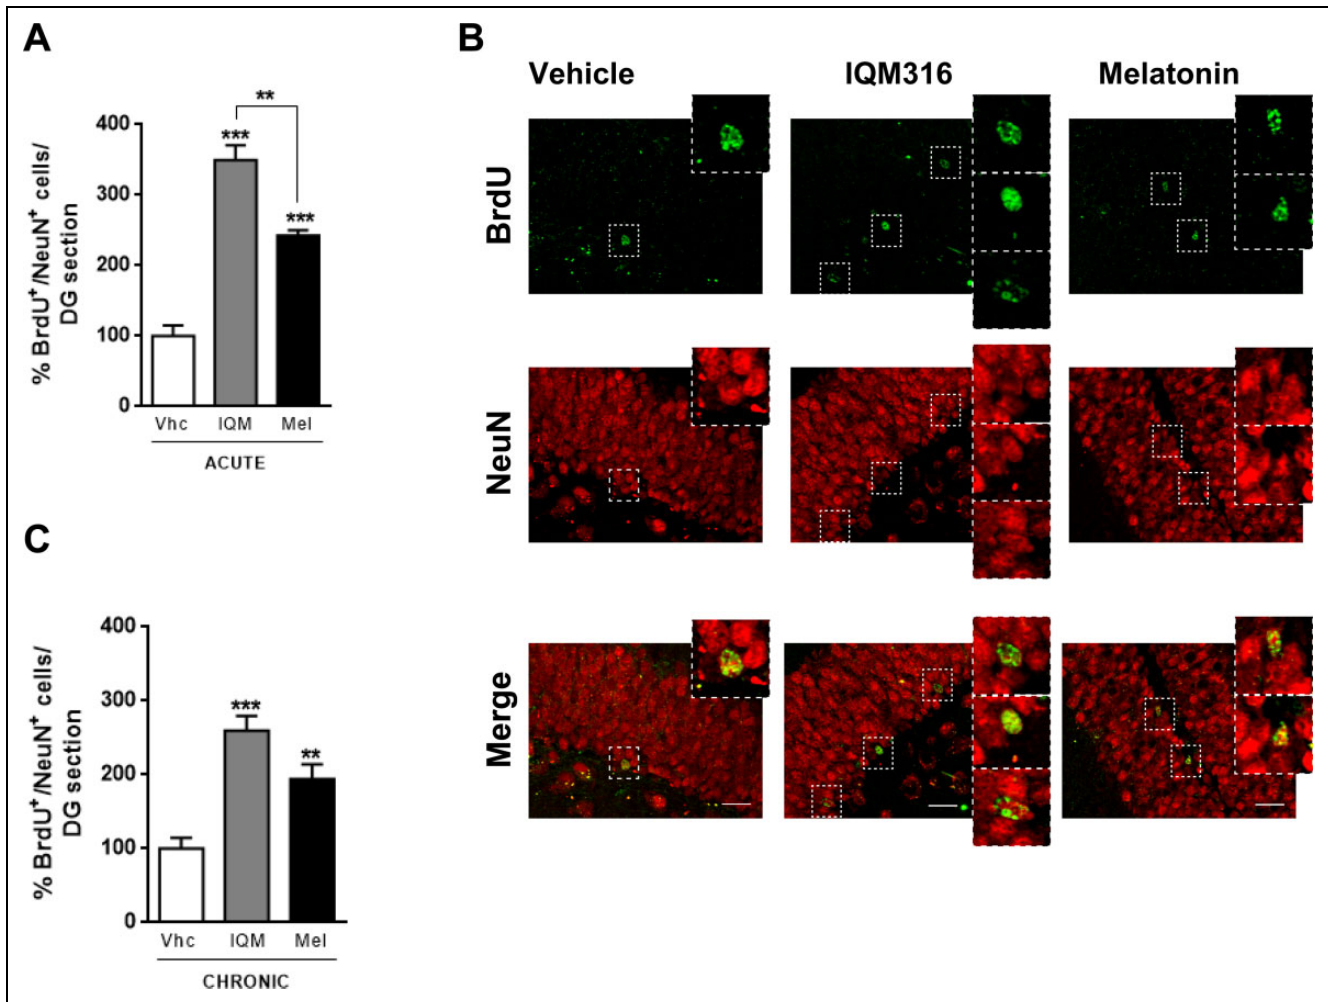 A
**
400
***
300
***
200
100
0
% BrdU⁺/NeuN⁺ cells/
DG section
Vhc IQM Mel
ACUTE
B
Vehicle IQM316 Melatonin
BrdU
NeuN
Merge
C
400
300
***
**
200
100
0
% BrdU⁺/NeuN⁺ cells/
DG section
Vhc IQM Mel
CHRONIC